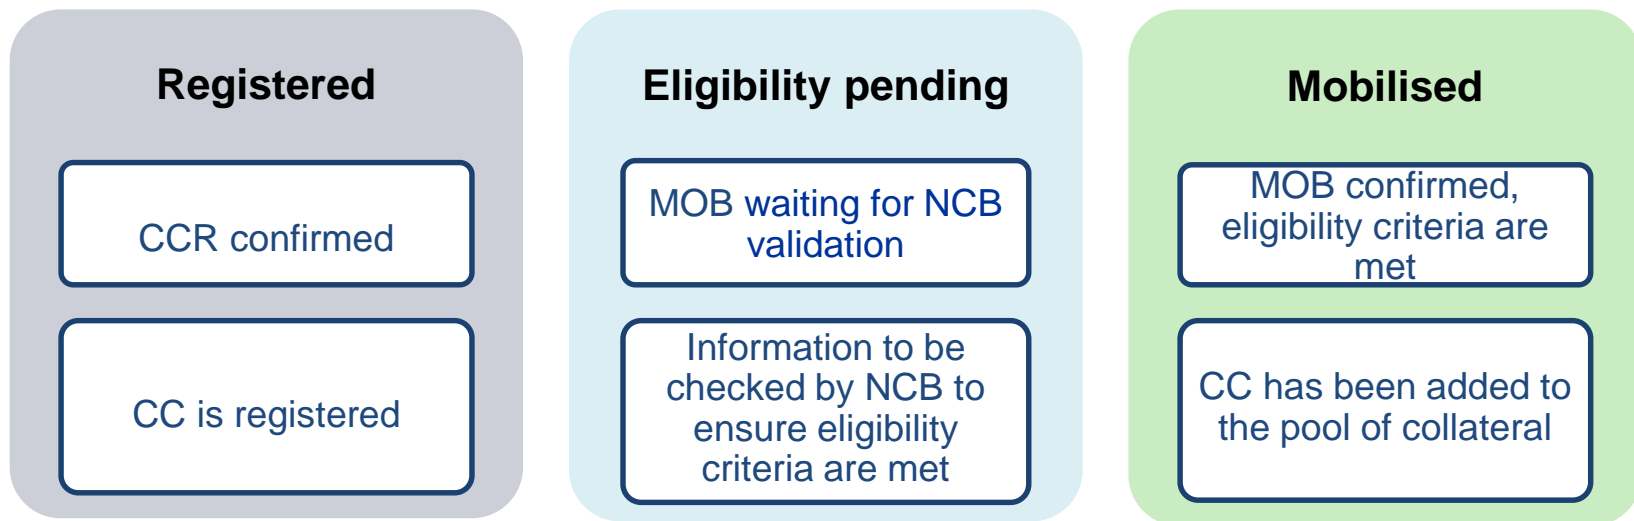 Registered
CCR confirmed
CC is registered
Eligibility pending
MOB waiting for NCB
validation
Information to be
checked by NCB to
ensure eligibility
criteria are met
Mobilised
MOB confirmed,
eligibility criteria are
met
CC has been added to
the pool of collateral